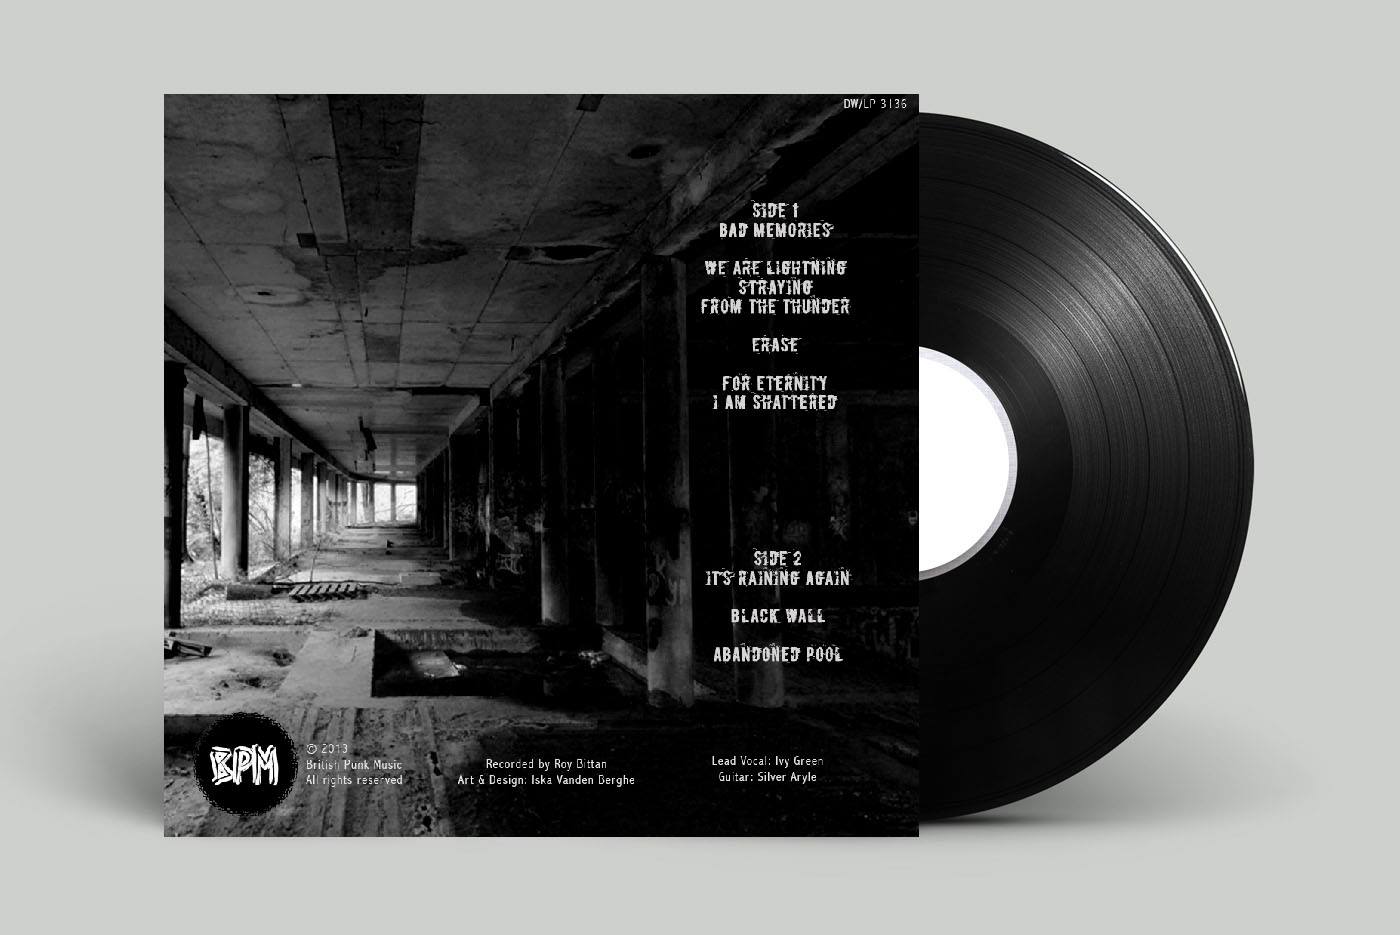 DW/LP 3136
SIDE 1
BAD MEMORIES
WE ARE LIGHTNING
STRAYING
FROM THE THUNDER
ERASE
FOR ETERNITY
I AM SHATTERED
SIDE 2
IT'S RAINING AGAIN
BLACK WALL
ABANDONED POOL
BPM
© 2013
British Punk Music
All rights reserved
Recorded by Roy Bittan
Art & Design: Iska Vanden Berghe
Lead Vocal: Ivy Green
Guitar: Silver Aryle